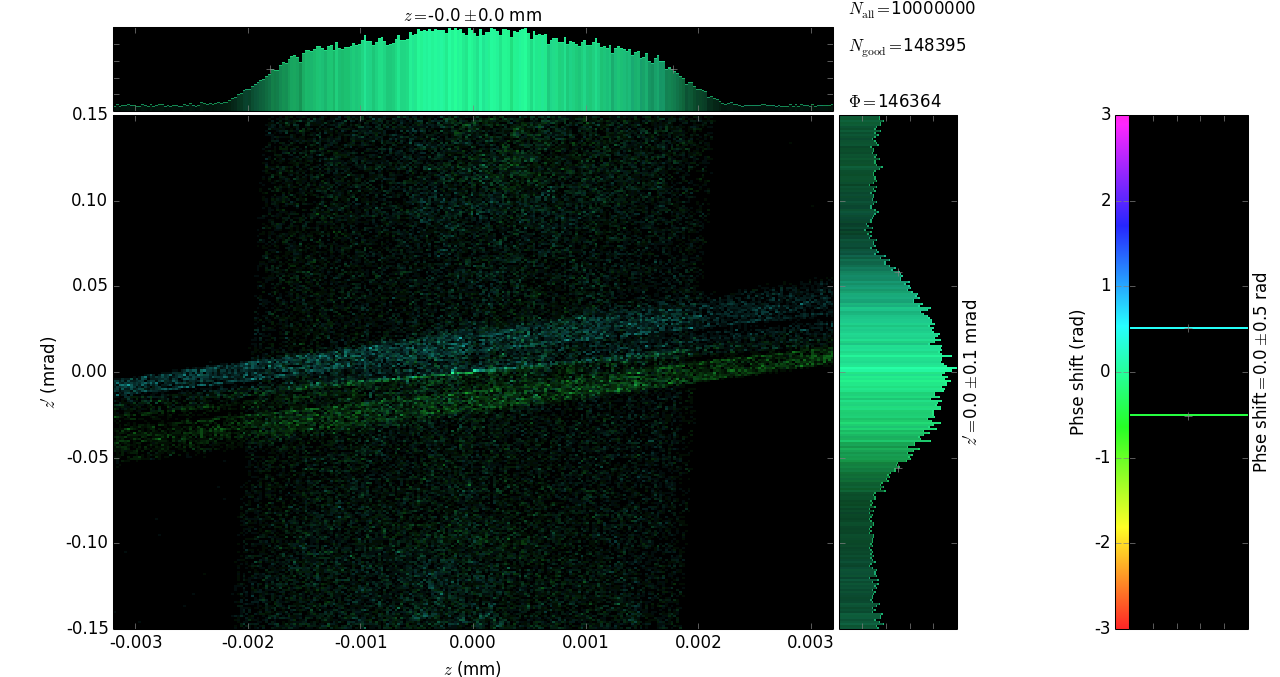 z=-0.0 ± 0.0 mm
N_all=10000000
N_good=148395
Φ=146364
0.15
0.10
0.05
0.00
-0.05
-0.10
-0.15
z′ (mrad)
-0.003
-0.002
-0.001
0.000
0.001
0.002
0.003
z (mm)
z′=0.0±0.1 mrad
Phse shift (rad)
3
2
1
0
-1
-2
-3
Phse shift=0.0±0.5 rad